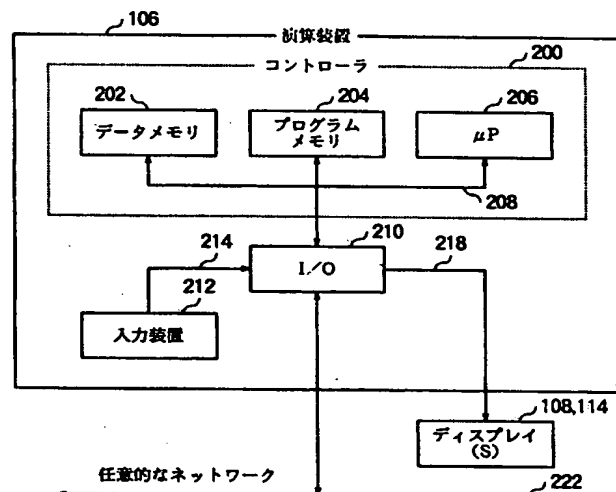 106
演算装置
コントローラ
200
202
204
206
データメモリ
プログラム
メモリ
μP
208
210
214
218
I/O
212
入力装置
108,114
ディスプレイ
(S)
任意的なネットワーク
222